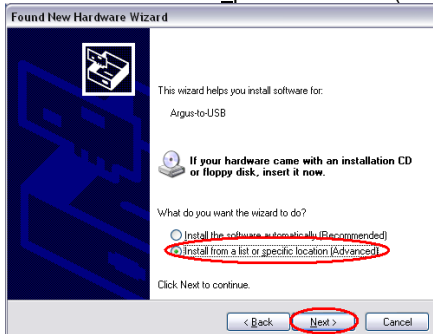 Found New Hardware Wizard
This wizard helps you install software for:
Argus-to-USB
If your hardware came with an installation CD
or floppy disk, insert it now.
What do you want the wizard to do?
Install the software automatically (Recommended)
Install from a list or specific location (Advanced)
Click Next to continue.
< Back
Next >
Cancel